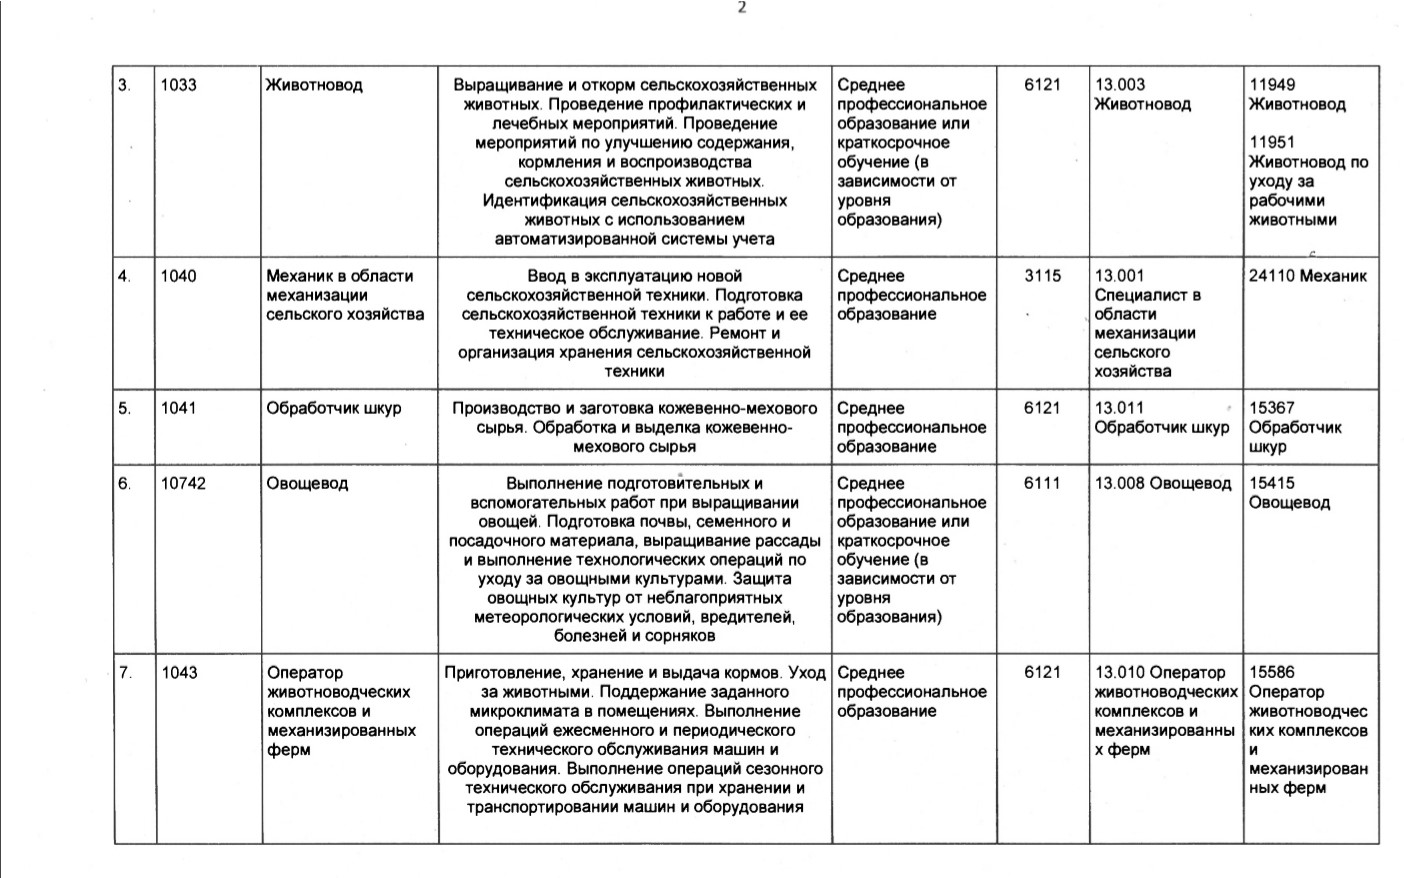 2
3.
1033
Животновод
Выращивание и откорм сельскохозяйственных
животных. Проведение профилактических и
лечебных мероприятий. Проведение
мероприятий по улучшению содержания,
кормления и воспроизводства
сельскохозяйственных животных.
Идентификация сельскохозяйственных
животных с использованием
автоматизированной системы учета
Среднее
профессиональное
образование или
краткосрочное
обучение (в
зависимости от
уровня
образования)
6121
13.003
Животновод
11949
Животновод
11951
Животновод по
уходу за
рабочими
животными
4.
1040
Механик в области
механизации
сельского хозяйства
Ввод в эксплуатацию новой
сельскохозяйственной техники. Подготовка
сельскохозяйственной техники к работе и ее
техническое обслуживание. Ремонт и
организация хранения сельскохозяйственной
техники
Среднее
профессиональное
образование
3115
13.001
Специалист в
области
механизации
сельского
хозяйства
24110 Механик
5.
1041
Обработчик шкур
Производство и заготовка кожевенно-мехового
сырья. Обработка и выделка кожевенно-
мехового сырья
Среднее
профессиональное
образование
6121
13.011
Обработчик шкур
15367
Обработчик
шкур
6.
10742
Овощевод
Выполнение подготовительных и
вспомогательных работ при выращивании
овощей. Подготовка почвы, семенного и
посадочного материала, выращивание рассады
и выполнение технологических операций по
уходу за овощными культурами. Защита
овощных культур от неблагоприятных
метеорологических условий, вредителей,
болезней и сорняков
Среднее
профессиональное
образование или
краткосрочное
обучение (в
зависимости от
уровня
образования)
6111
13.008 Овощевод
15415
Овощевод
7.
1043
Оператор
животноводческих
комплексов и
механизированных
ферм
Приготовление, хранение и выдача кормов. Уход
за животными. Поддержание заданного
микроклимата в помещениях. Выполнение
операций ежесменного и периодического
технического обслуживания машин и
оборудования. Выполнение операций сезонного
технического обслуживания при хранении и
транспортировании машин и оборудования
Среднее
профессиональное
образование
6121
13.010 Оператор
животноводческих
комплексов и
механизированны
х ферм
15586
Оператор
животноводчес
ких комплексов
и
механизирован
ных ферм